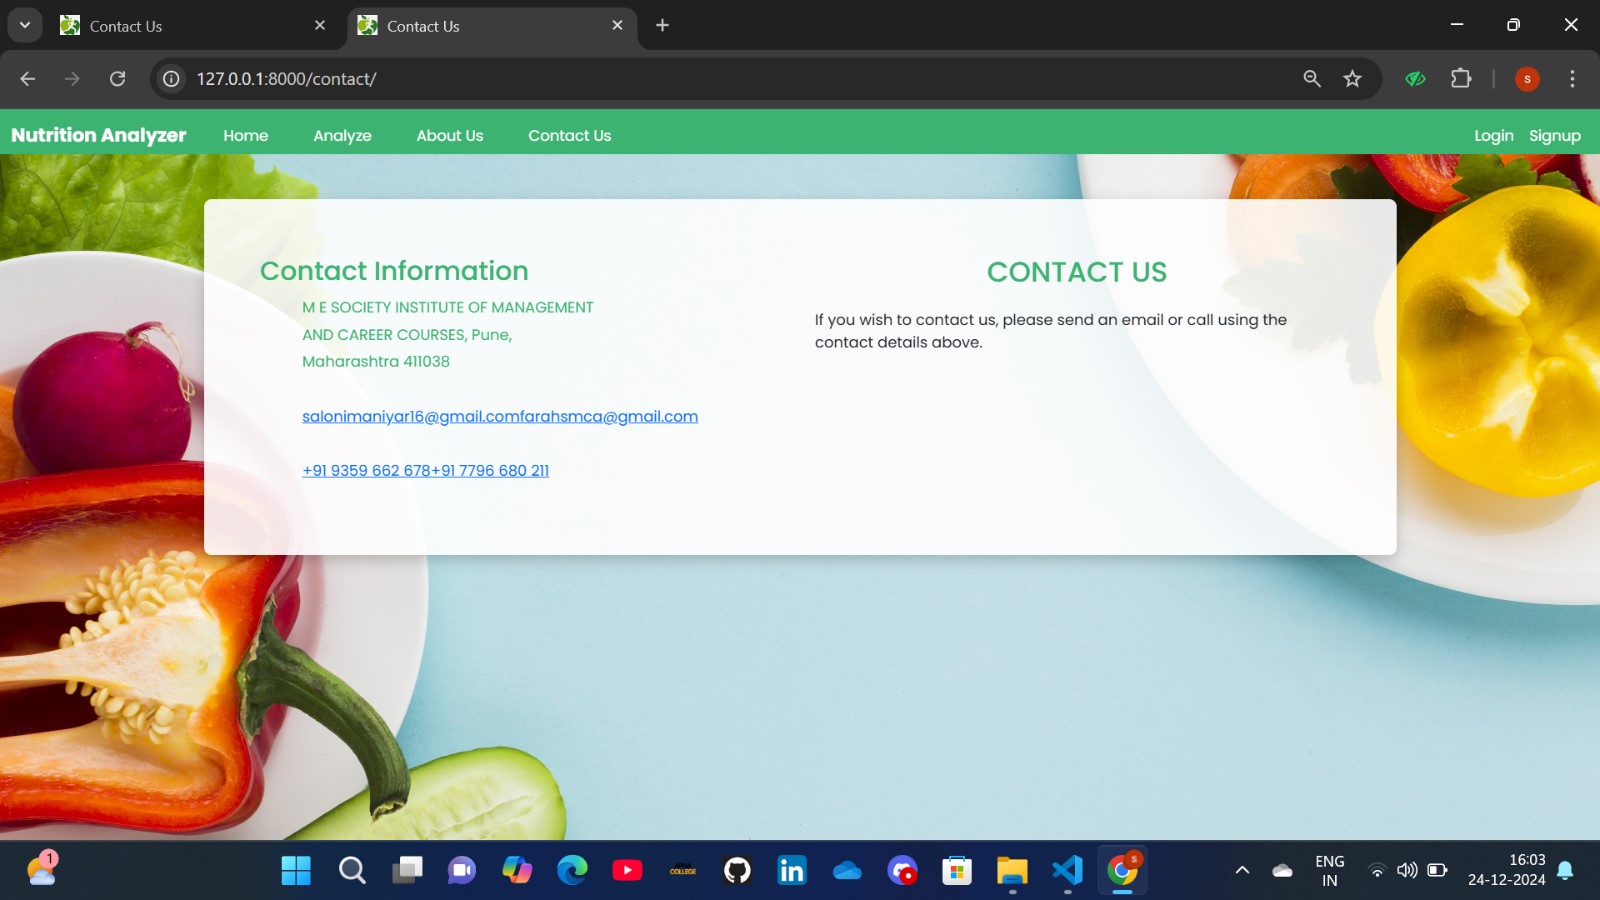 Contact Us
Contact Us
127.0.0.1:8000/contact/
S
Nutrition Analyzer Home Analyze About Us Contact Us Login Signup
Contact Information
M E SOCIETY INSTITUTE OF MANAGEMENT
AND CAREER COURSES, Pune,
Maharashtra 411038
salonimaniyar16@gmail.comfarahsmca@gmail.com
+91 9359 662 678+91 7796 680 211
CONTACT US
If you wish to contact us, please send an email or call using the
contact details above.
1
COLLEGE
S
ENG
IN
16:03
24-12-2024